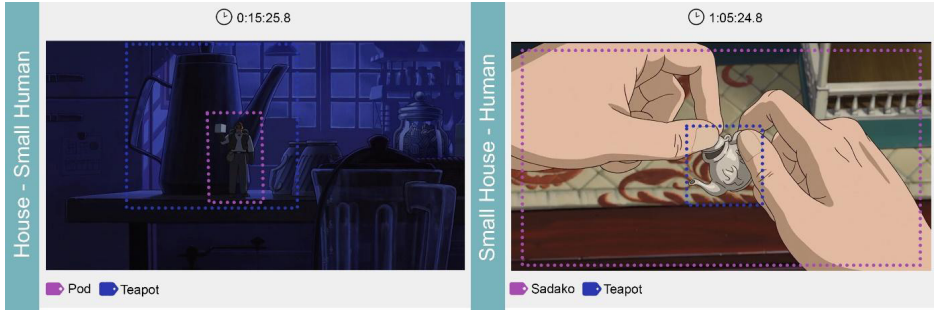 House - Small Human
0:15:25.8
Pod Teapot
Small House - Human
1:05:24.8
Sadako Teapot